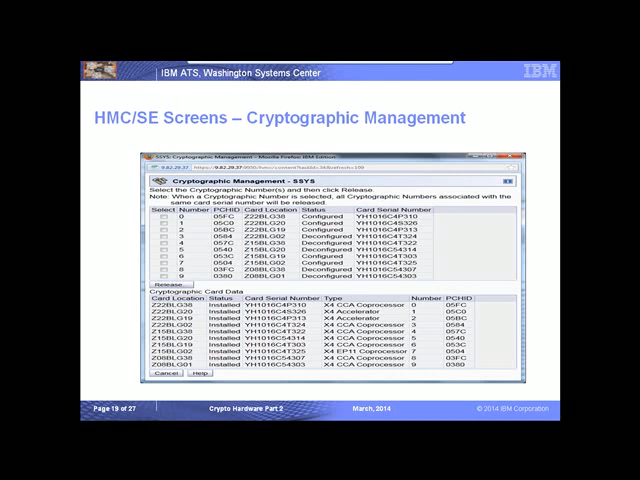 IBM ATS, Washington Systems Center
IBM
HMC/SE Screens – Cryptographic Management
SSYS: Cryptographic Management - Mozilla Firefox: IBM Edition
Cryptographic Management - SSYS
Select the Cryptographic Number(s) and then click Release.
Note: When a Cryptographic Number is selected, all Cryptographic Numbers associated with the
same card serial number will be released.
Select Number PCHID Card Location Status Card Serial Number
0 05FC Z22BLG38 Configured YH1016C4P310
1 05C0 Z22BLG20 Configured YH1016C4S326
2 05BC Z22BLG19 Configured YH1016C4P313
3 0584 Z22BLG02 Deconfigured YH1016C4T324
4 057C Z15BLG38 Deconfigured YH1016C4T322
5 0540 Z15BLG20 Deconfigured YH1016C54314
6 053C Z15BLG19 Configured YH1016C4T303
7 0504 Z15BLG02 Configured YH1016C4T325
8 03FC Z08BLG38 Deconfigured YH1016C54307
9 0380 Z08BLG01 Deconfigured YH1016C54307
Release...
Cryptographic Card Data
Card Location Status Card Serial Number Type Number PCHID
Z22BLG38 Installed YH1016C4P310 X4 CCA Coprocessor 0 05FC
Z22BLG20 Installed YH1016C4S326 X4 Accelerator 1 05C0
Z22BLG19 Installed YH1016C4P313 X4 Accelerator 2 05BC
Z22BLG02 Installed YH1016C4T324 X4 CCA Coprocessor 3 0584
Z15BLG38 Installed YH1016C4T322 X4 CCA Coprocessor 4 057C
Z15BLG20 Installed YH1016C54314 X4 CCA Coprocessor 5 0540
Z15BLG19 Installed YH1016C4T303 X4 CCA Coprocessor 6 053C
Z15BLG02 Installed YH1016C4T325 X4 EP11 Coprocessor 7 0504
Z08BLG38 Installed YH1016C54307 X4 CCA Coprocessor 8 03FC
Z08BLG01 Installed YH1016C54307 X4 CCA Coprocessor 9 0380
Cancel Help
Page 19 of 27 Crypto Hardware Part 2 March, 2014 © 2014 IBM Corporation